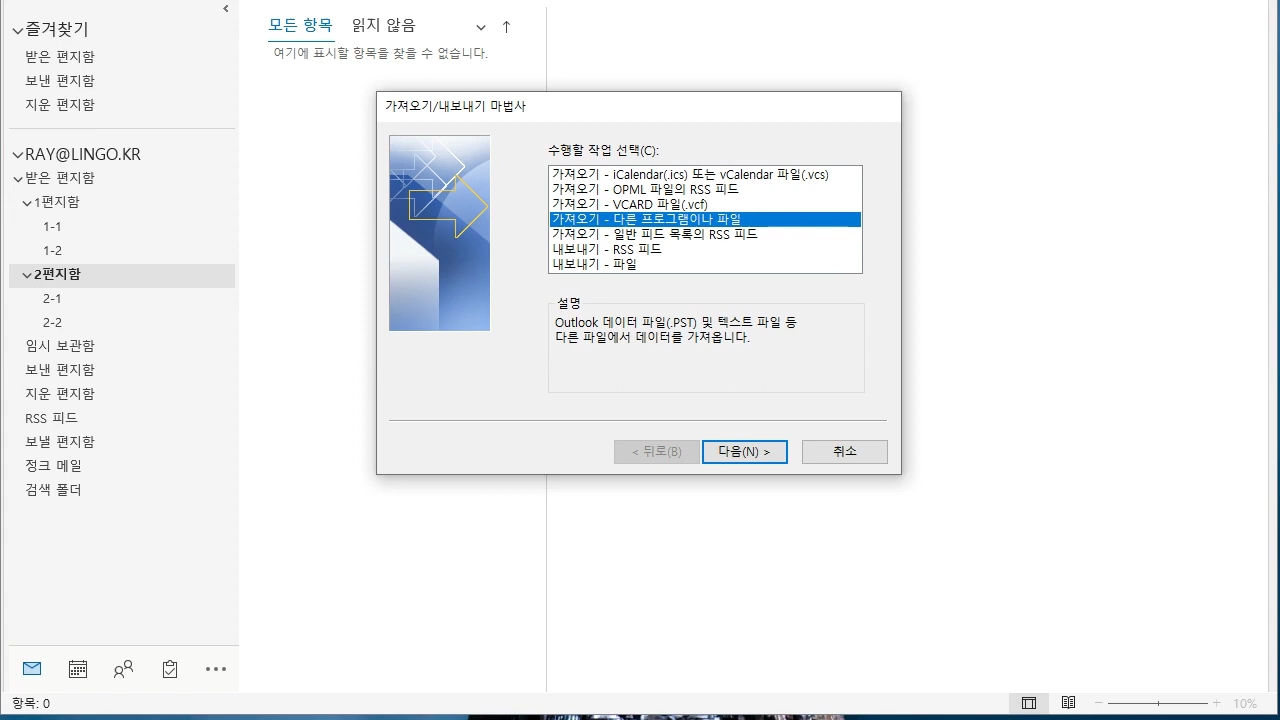 즐겨찾기
받은 편지함
보낸 편지함
지운 편지함
RAY@LINGO.KR
받은 편지함
1편지함
1-1
1-2
2편지함
2-1
2-2
임시 보관함
보낸 편지함
지운 편지함
RSS 피드
보낼 편지함
정크 메일
검색 폴더
항목: 0
모든 항목 읽지 않음
여기에 표시할 항목을 찾을 수 없습니다.
가져오기/내보내기 마법사
수행할 작업 선택(C):
가져오기 - iCalendar(.ics) 또는 vCalendar 파일(.vcs)
가져오기 - OPML 파일의 RSS 피드
가져오기 - VCARD 파일(.vcf)
가져오기 - 다른 프로그램이나 파일
가져오기 - 일반 피드 목록의 RSS 피드
내보내기 - RSS 피드
내보내기 - 파일
설명
Outlook 데이터 파일(.PST) 및 텍스트 파일 등
다른 파일에서 데이터를 가져옵니다.
< 뒤로(B) 다음(N) > 취소
10%